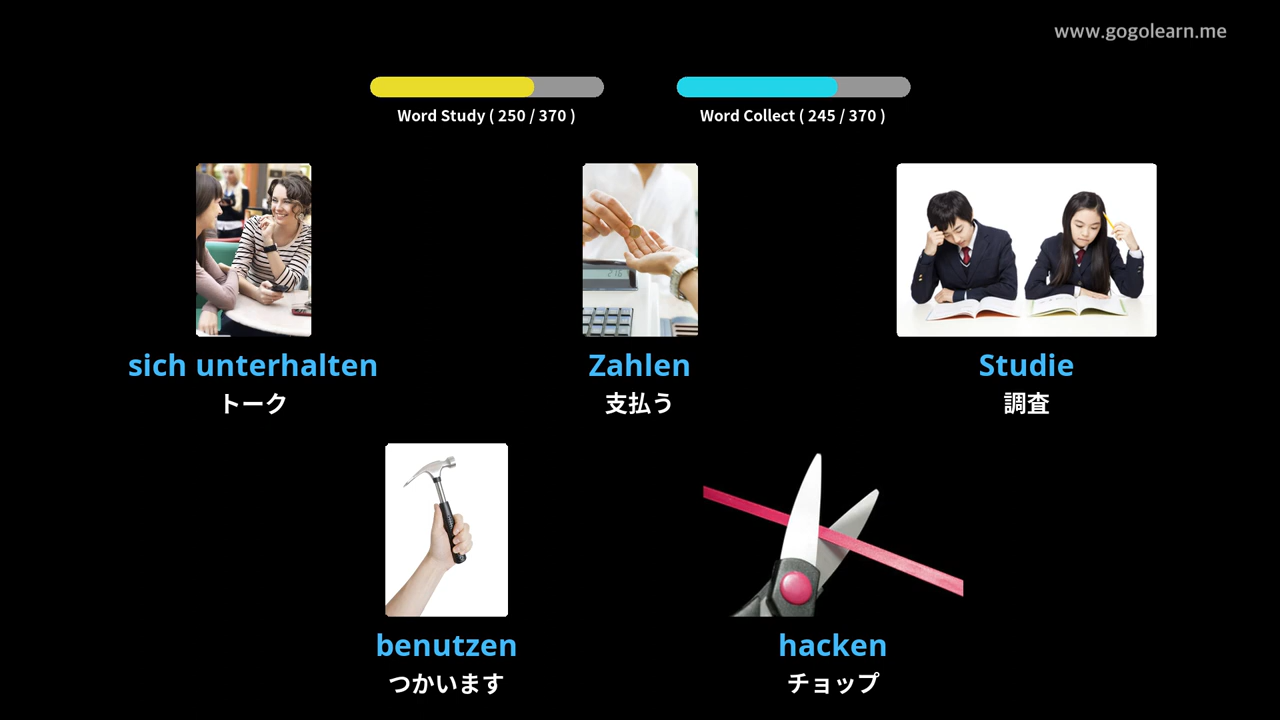 www.gogolearn.me
Word Study ( 250 / 370 )
Word Collect ( 245 / 370 )
sich unterhalten
トーク
Zahlen
支払う
Studie
調査
benutzen
つかいます
hacken
チョップ